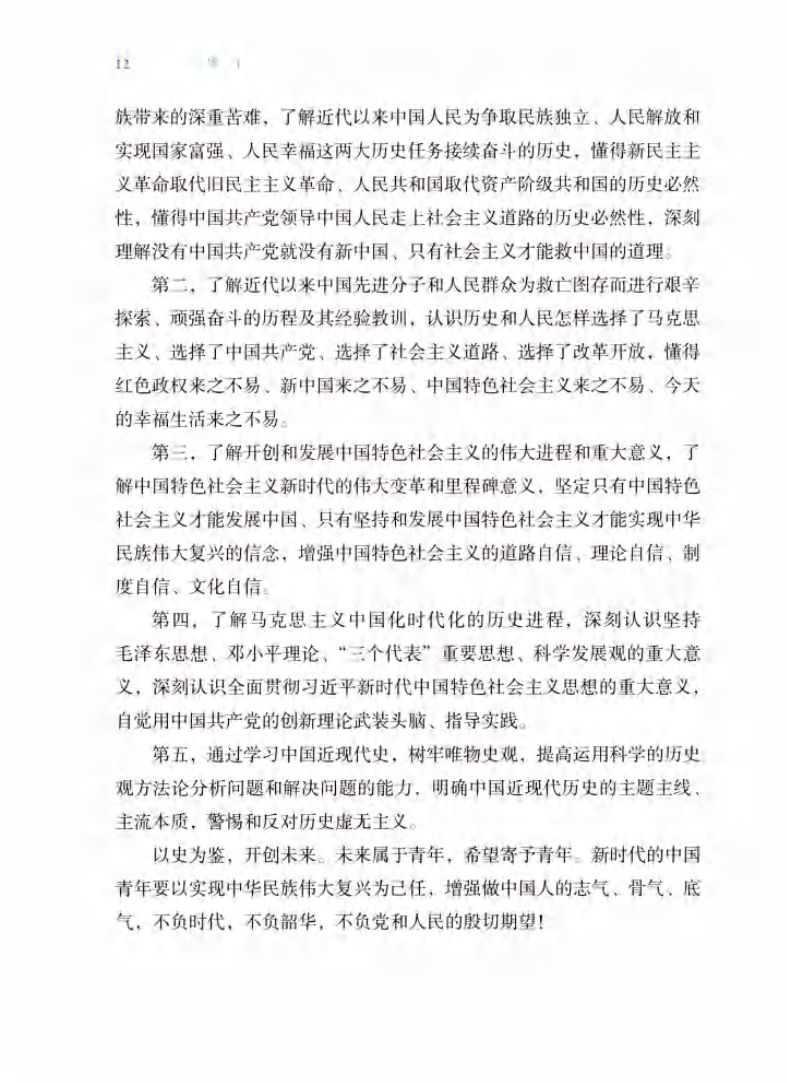 12
族带来的深重苦难，了解近代以来中国人民为争取民族独立、人民解放和
实现国家富强、人民幸福这两大历史任务接续奋斗的历史，懂得新民主主
义革命取代旧民主主义革命、人民共和国取代资产阶级共和国的历史必然
性，懂得中国共产党领导中国人民走上社会主义道路的历史必然性，深刻
理解没有中国共产党就没有新中国、只有社会主义才能救中国的道理。
第二，了解近代以来中国先进分子和人民群众为救亡图存而进行艰辛
探索、顽强奋斗的历程及其经验教训，认识历史和人民怎样选择了马克思
主义、选择了中国共产党、选择了社会主义道路、选择了改革开放，懂得
红色政权来之不易、新中国来之不易、中国特色社会主义来之不易、今天
的幸福生活来之不易。
第三，了解开创和发展中国特色社会主义的伟大进程和重大意义，了
解中国特色社会主义新时代的伟大变革和里程碑意义，坚定只有中国特色
社会主义才能发展中国、只有坚持和发展中国特色社会主义才能实现中华
民族伟大复兴的信念，增强中国特色社会主义的道路自信、理论自信、制
度自信、文化自信。
第四，了解马克思主义中国化时代化的历史进程，深刻认识坚持
毛泽东思想、邓小平理论、“三个代表”重要思想、科学发展观的重大意
义，深刻认识全面贯彻习近平新时代中国特色社会主义思想的重大意义，
自觉用中国共产党的创新理论武装头脑、指导实践。
第五，通过学习中国近现代史，树牢唯物史观，提高运用科学的历史
观方法论分析问题和解决问题的能力，明确中国近现代历史的主题主线、
主流本质，警惕和反对历史虚无主义。
以史为鉴，开创未来。未来属于青年，希望寄予青年。新时代的中国
青年要以实现中华民族伟大复兴为己任，增强做中国人的志气、骨气、底
气，不负时代，不负韶华，不负党和人民的殷切期望！